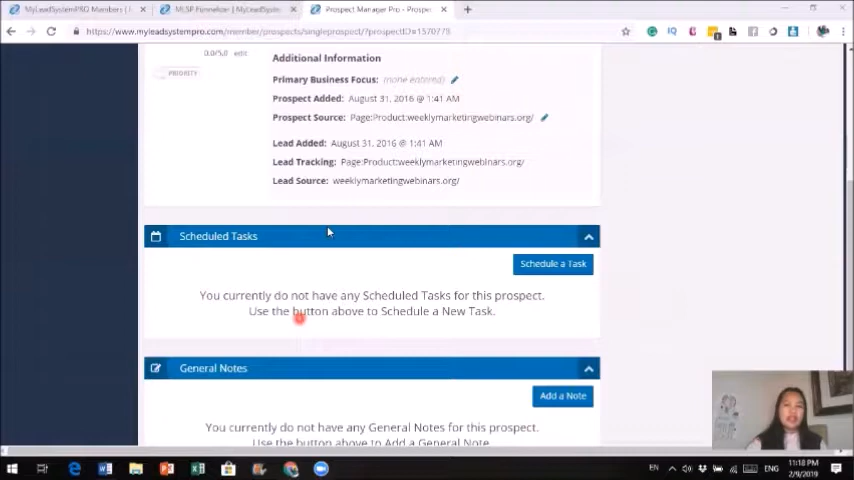 MyLeadSystemPRO Members | I
MLSP Funnelizer | MyLeadSyste
Prospect Manager Pro - Prospe
https://www.myleadsystempro.com/member/prospects/singleprospect/?prospectID=1570778
0.0/5.0 edit
PRIORITY
Additional Information
Primary Business Focus: (none entered)
Prospect Added: August 31, 2016 @ 1:41 AM
Prospect Source: Page:Product:weeklymarketingwebinars.org/
Lead Added: August 31, 2016 @ 1:41 AM
Lead Tracking: Page:Product:weeklymarketingwebinars.org/
Lead Source: weeklymarketingwebinars.org/
Scheduled Tasks
Schedule a Task
You currently do not have any Scheduled Tasks for this prospect.
Use the button above to Schedule a New Task.
General Notes
Add a Note
You currently do not have any General Notes for this prospect.
Use the button above to Add a General Note.
EN
ENG
11:18 PM
2/9/2019